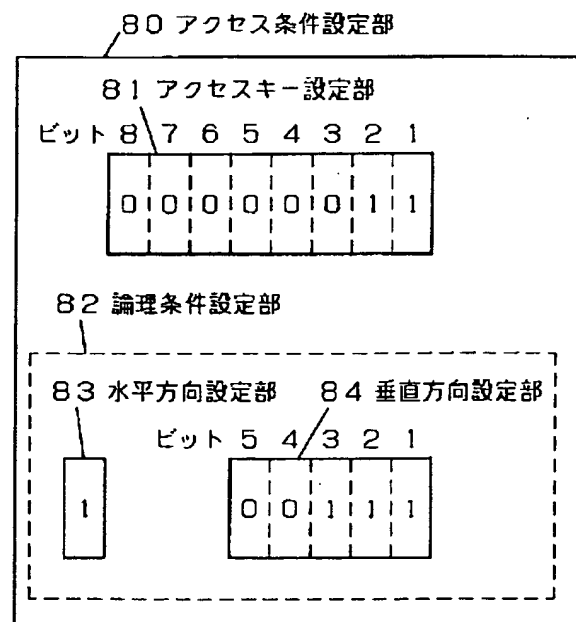 80 アクセス条件設定部
81 アクセスキー設定部
ビット 8 7 6 5 4 3 2 1
0 0 0 0 0 0 1 1
82 論理条件設定部
83 水平方向設定部 84 垂直方向設定部
ビット 5 4 3 2 1
1 0 0 1 1 1